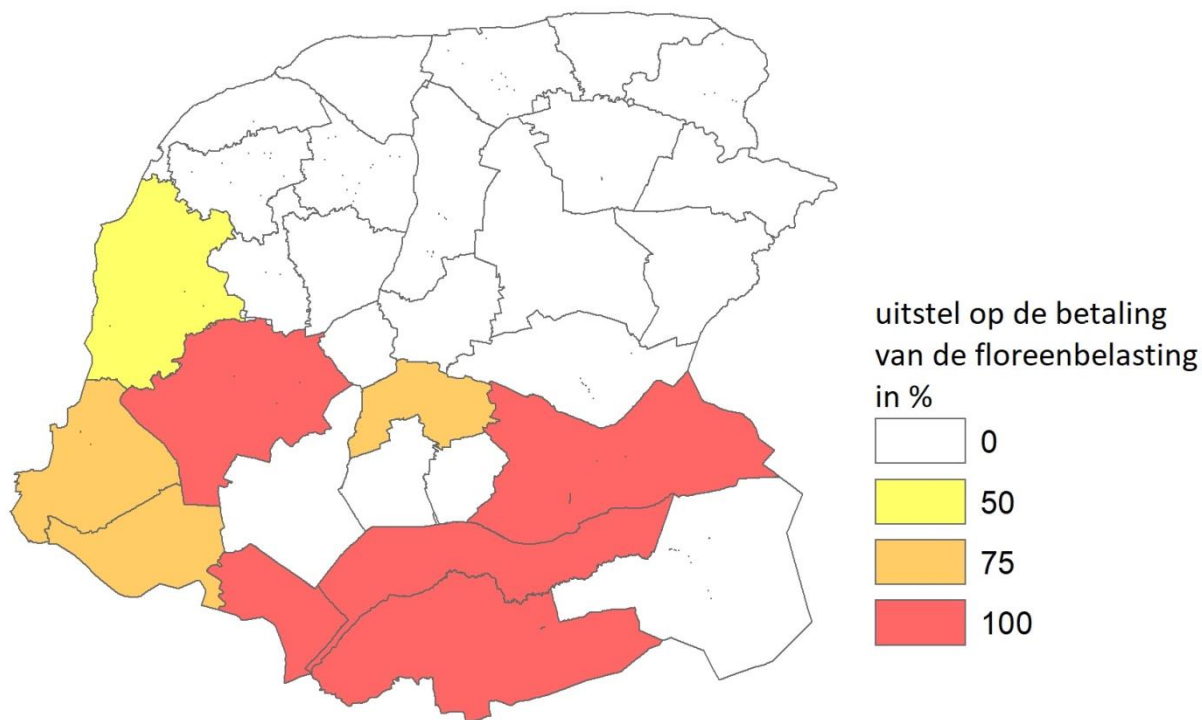 uitstel op de betaling
van de floreenbelasting
in %
0
50
75
100